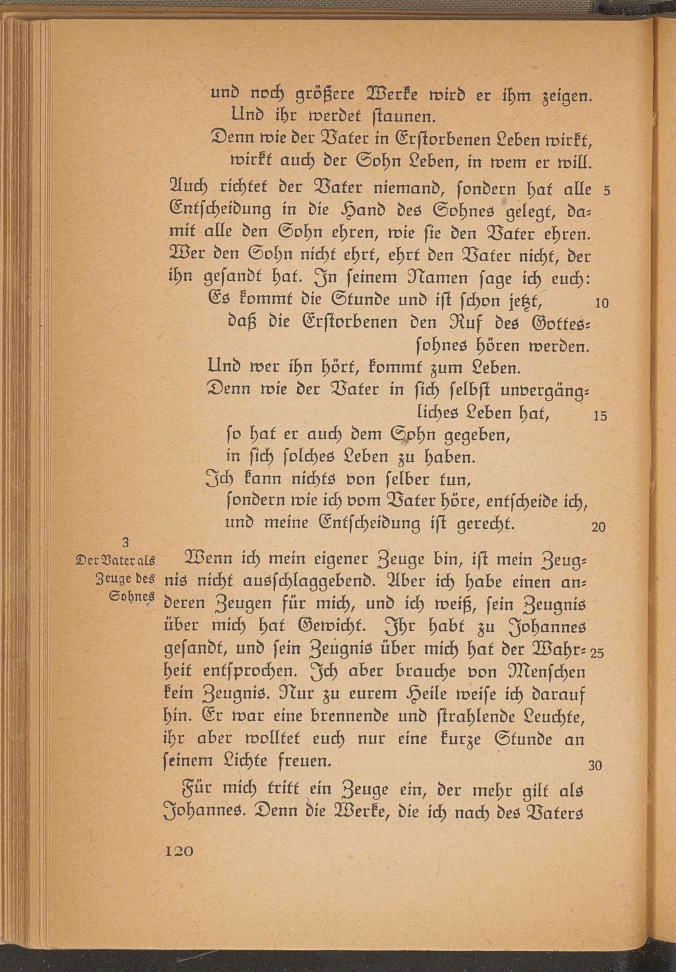 und noch größere Werke wird er ihm zeigen.
Und ihr werdet staunen.
Denn wie der Vater in Erstorbenen Leben wirkt,
wirkt auch der Sohn Leben, in wem er will.
Auch richtet der Vater niemand, sondern hat alle 5
Entscheidung in die Hand des Sohnes gelegt, da=
mit alle den Sohn ehren, wie sie den Vater ehren.
Wer den Sohn nicht ehrt, ehrt den Vater nicht, der
ihn gesandt hat. In seinem Namen sage ich euch:
Es kommt die Stunde und ist schon jetzt, 10
daß die Erstorbenen den Ruf des Gottes=
sohnes hören werden.
Und wer ihn hört, kommt zum Leben.
Denn wie der Vater in sich selbst unvergäng=
liches Leben hat, 15
so hat er auch dem Sohn gegeben,
in sich solches Leben zu haben.
Ich kann nichts von selber tun,
sondern wie ich vom Vater höre, entscheide ich,
und meine Entscheidung ist gerecht. 20
3
Der Vater als
Zeuge des
Sohnes
Wenn ich mein eigener Zeuge bin, ist mein Zeug=
nis nicht ausschlaggebend. Aber ich habe einen an=
deren Zeugen für mich, und ich weiß, sein Zeugnis
über mich hat Gewicht. Ihr habt zu Johannes
gesandt, und sein Zeugnis über mich hat der Wahr= 25
heit entsprochen. Ich aber brauche von Menschen
kein Zeugnis. Nur zu eurem Heile weise ich darauf
hin. Er war eine brennende und strahlende Leuchte,
ihr aber wolltet euch nur eine kurze Stunde an
seinem Lichte freuen. 30
Für mich tritt ein Zeuge ein, der mehr gilt als
Johannes. Denn die Werke, die ich nach des Vaters
120